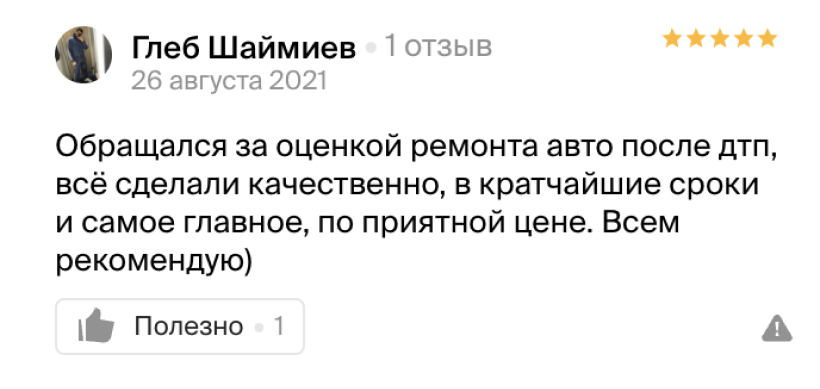 Глеб Шаймиев • 1 отзыв
26 августа 2021
Обращался за оценкой ремонта авто после дтп,
всё сделали качественно, в кратчайшие сроки
и самое главное, по приятной цене. Всем
рекомендую)
Полезно • 1